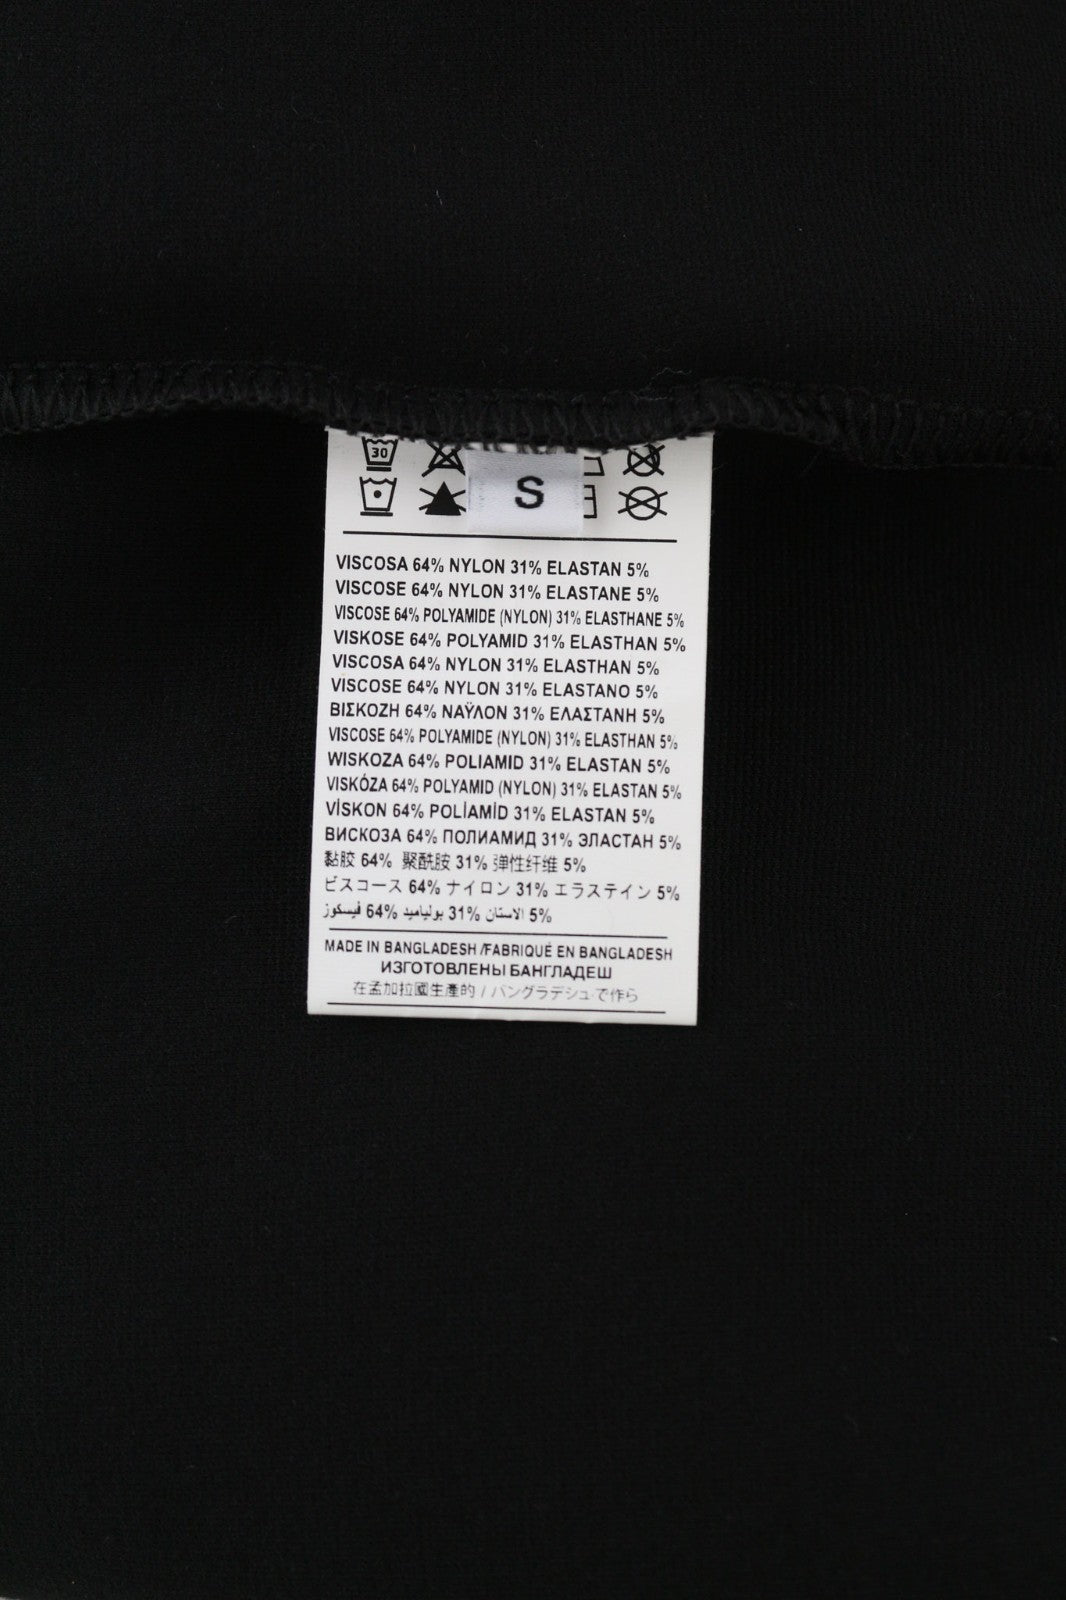 30
S
VISCOSA 64% NYLON 31% ELASTAN 5%
VISCOSE 64% NYLON 31% ELASTANE 5%
VISCOSE 64% POLYAMIDE (NYLON) 31% ELASTHANE 5%
VISKOSE 64% POLYAMID 31% ELASTHAN 5%
VISCOSA 64% NYLON 31% ELASTHAN 5%
VISCOSE 64% NYLON 31% ELASTANO 5%
ΒΙΣΚΟΖΗ 64% ΝΑΫΛΟΝ 31% ΕΛΑΣΤΑΝΗ 5%
VISCOSE 64% POLYAMIDE (NYLON) 31% ELASTHAN 5%
WISKOZA 64% POLIAMID 31% ELASTAN 5%
VISKÓZA 64% POLYAMID (NYLON) 31% ELASTAN 5%
VİSKON 64% POLİAMİD 31% ELASTAN 5%
ВИСКОЗА 64% ПОЛИАМИД 31% ЭЛАСТАН 5%
黏胶 64% 聚酰胺 31% 弹性纤维 5%
ビスコース 64% ナイロン 31% エラステイン 5%
فيسكوز 64% بولياميد 31% الاستان 5%
MADE IN BANGLADESH /FABRIQUÉ EN BANGLADESH
ИЗГОТОВЛЕНЫ БАНГЛАДЕШ
在孟加拉國生產的 / バングラデシュで作ら